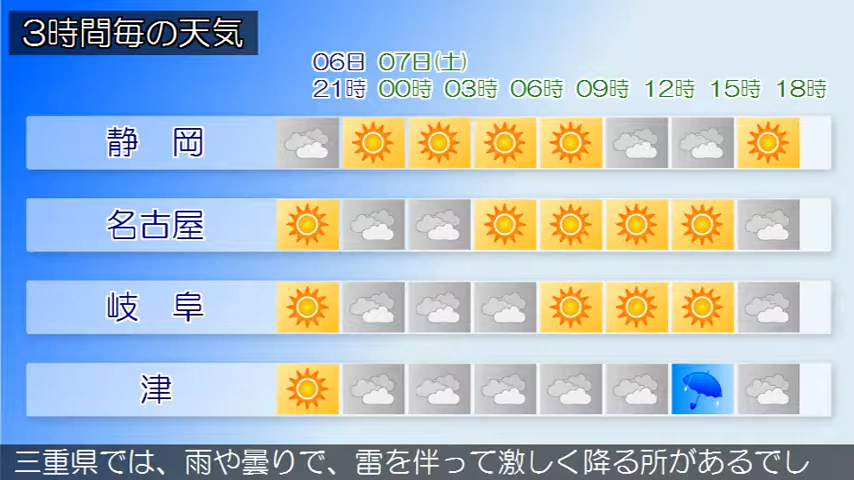 3時間毎の天気
06日 07日(土)
21時 00時 03時 06時 09時 12時 15時 18時
静岡
名古屋
岐阜
津
三重県では、雨や曇りで、雷を伴って激しく降る所があるでし